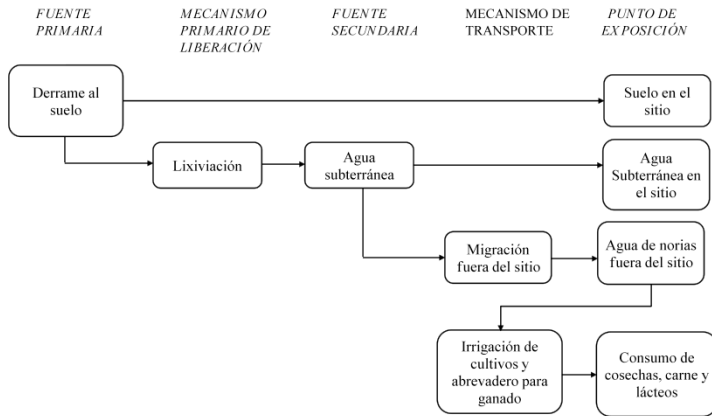 FUENTE
PRIMARIA
MECANISMO
PRIMARIO DE
LIBERACIÓN
FUENTE
SECUNDARIA
MECANISMO DE
TRANSPORTE
PUNTO DE
EXPOSICIÓN
Derrame al
suelo
Suelo en el
sitio
Lixiviación
Agua
subterránea
Agua
Subterránea en
el sitio
Migración
fuera del sitio
Agua de norias
fuera del sitio
Irrigación de
cultivos y
abrevadero para
ganado
Consumo de
cosechas, carne y
lácteos